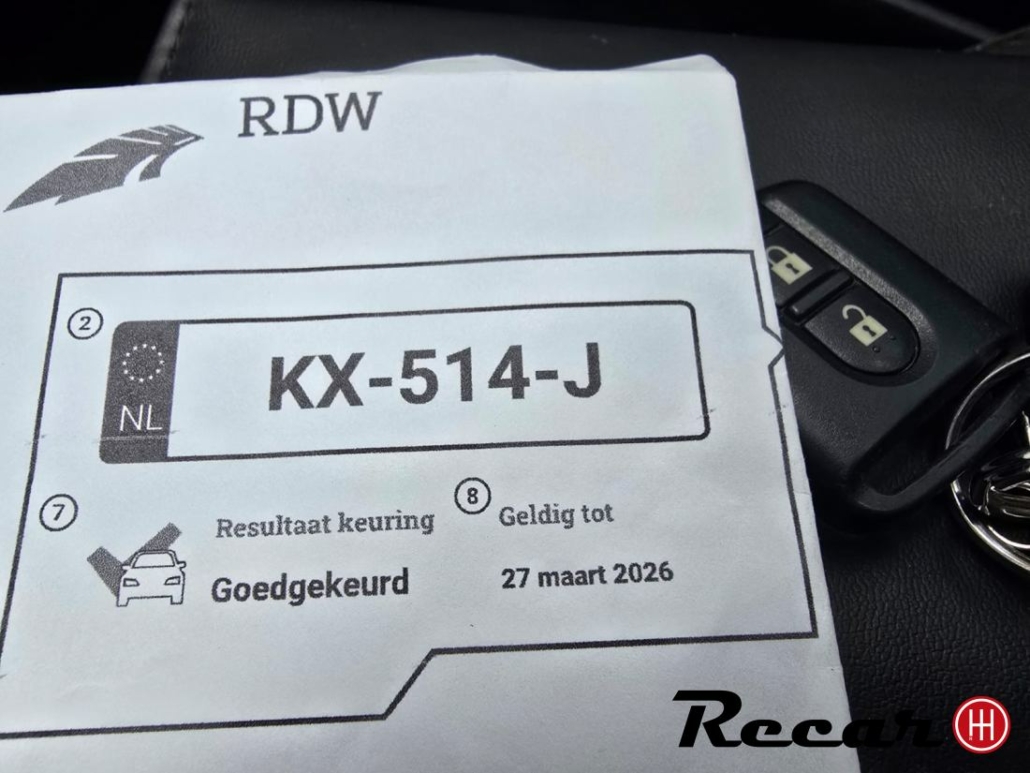 RDW
2
NL
KX-514-J
7
Resultaat keuring
Goedgekeurd
8
Geldig tot
27 maart 2026
Recar